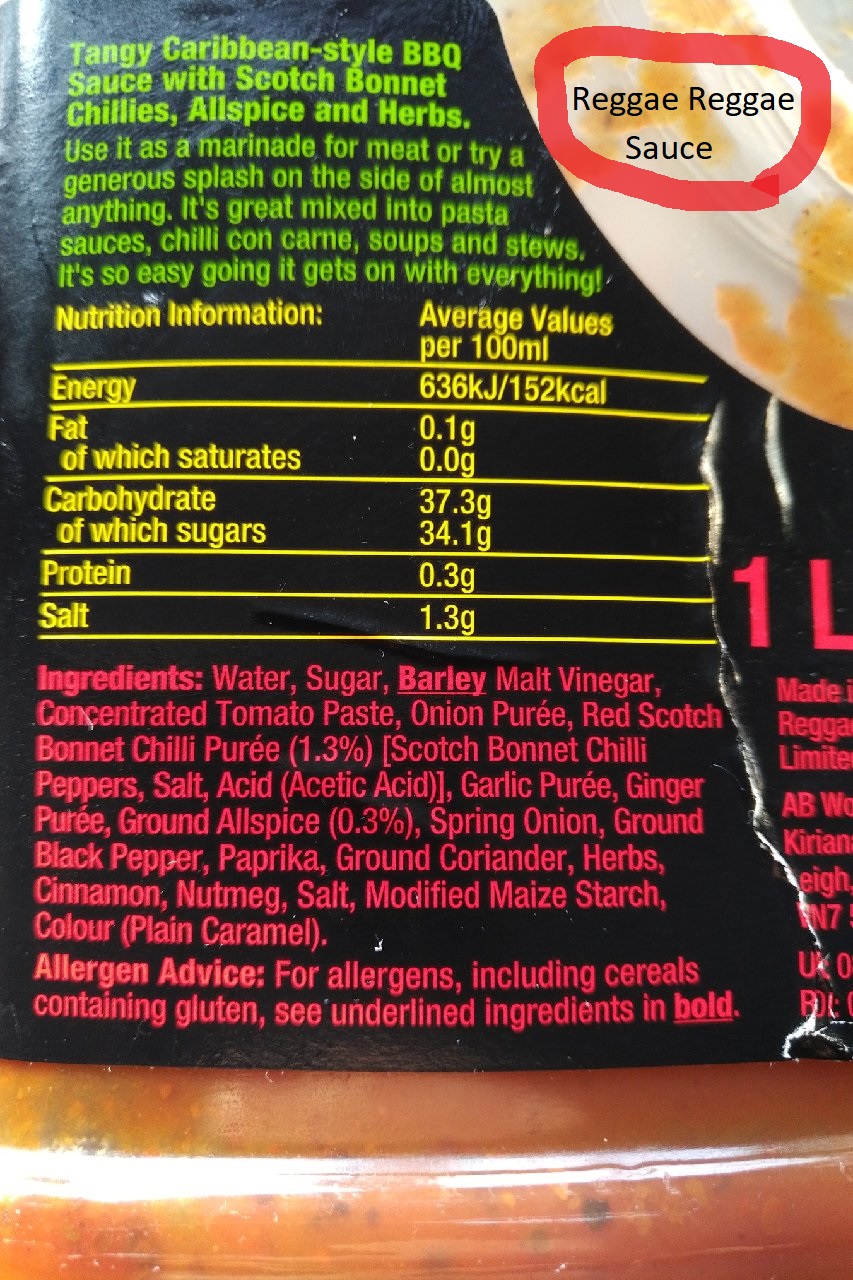 Reggae Reggae
Sauce
Tangy Caribbean-style BBQ
Sauce with Scotch Bonnet
Chillies, Allspice and Herbs.
Use it as a marinade for meat or try a
generous splash on the side of almost
anything. It's great mixed into pasta
sauces, chilli con carne, soups and stews.
It's so easy going it gets on with everything!
Nutrition Information: Average Values
per 100ml
Energy 636kJ/152kcal
Fat 0.1g
of which saturates 0.0g
Carbohydrate 37.3g
of which sugars 34.1g
Protein 0.3g
Salt 1.3g
Ingredients: Water, Sugar, Barley Malt Vinegar,
Concentrated Tomato Paste, Onion Purée, Red Scotch
Bonnet Chilli Purée (1.3%) [Scotch Bonnet Chilli
Peppers, Salt, Acid (Acetic Acid)], Garlic Purée, Ginger
Purée, Ground Allspice (0.3%), Spring Onion, Ground
Black Pepper, Paprika, Ground Coriander, Herbs,
Cinnamon, Nutmeg, Salt, Modified Maize Starch,
Colour (Plain Caramel).
Allergen Advice: For allergens, including cereals
containing gluten, see underlined ingredients in bold.
1 L
Made
Reggae
Limited
AB